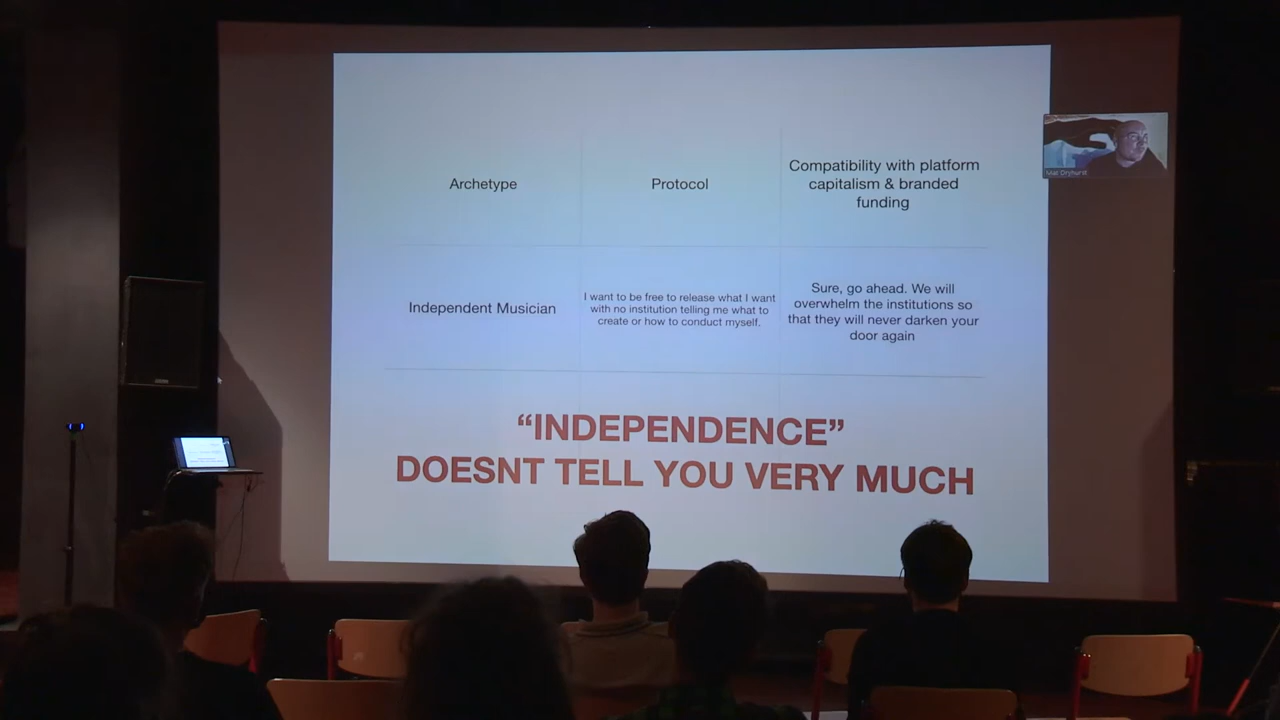 Archetype
Protocol
Compatibility with platform
capitalism & branded
funding
Independent Musician
I want to be free to release what I want
with no institution telling me what to
create or how to conduct myself.
Sure, go ahead. We will
overwhelm the institutions so
that they will never darken your
door again
“INDEPENDENCE”
DOESNT TELL YOU VERY MUCH
Mat Dryhurst